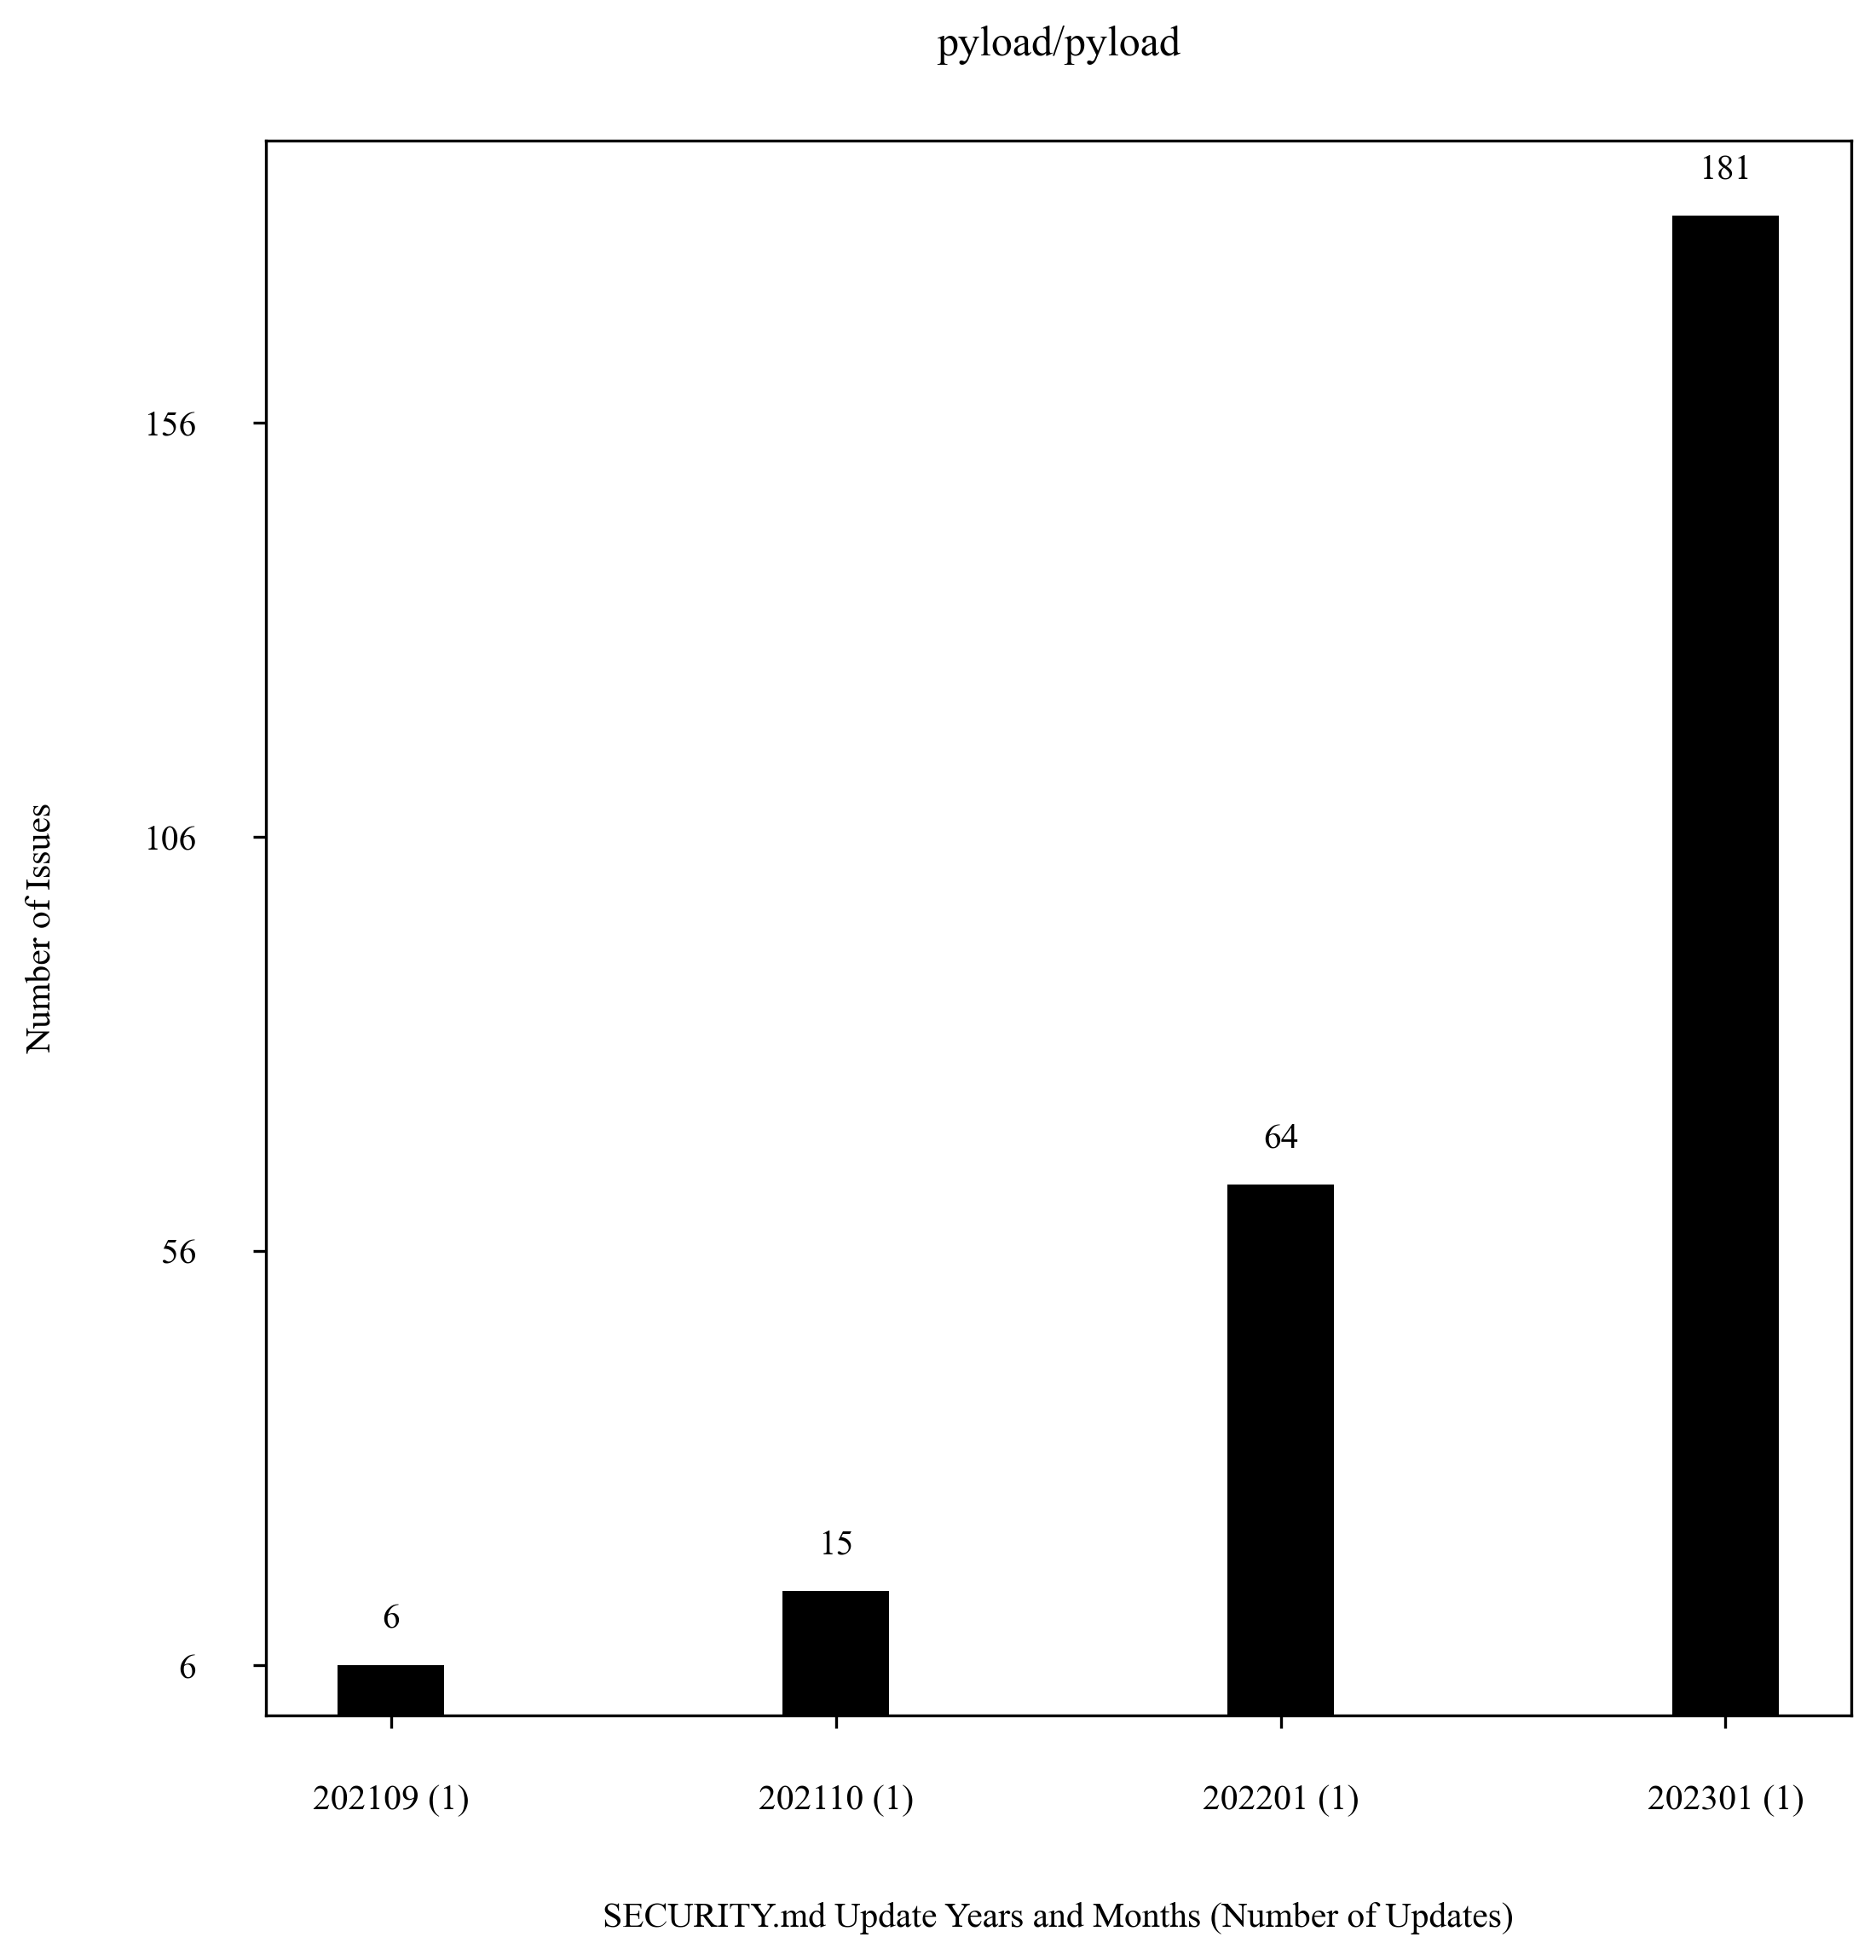 pyload/pyload
181
156
106
64
56
15
6
6
Number of Issues
202109 (1) 202110 (1) 202201 (1) 202301 (1)
SECURITY.md Update Years and Months (Number of Updates)